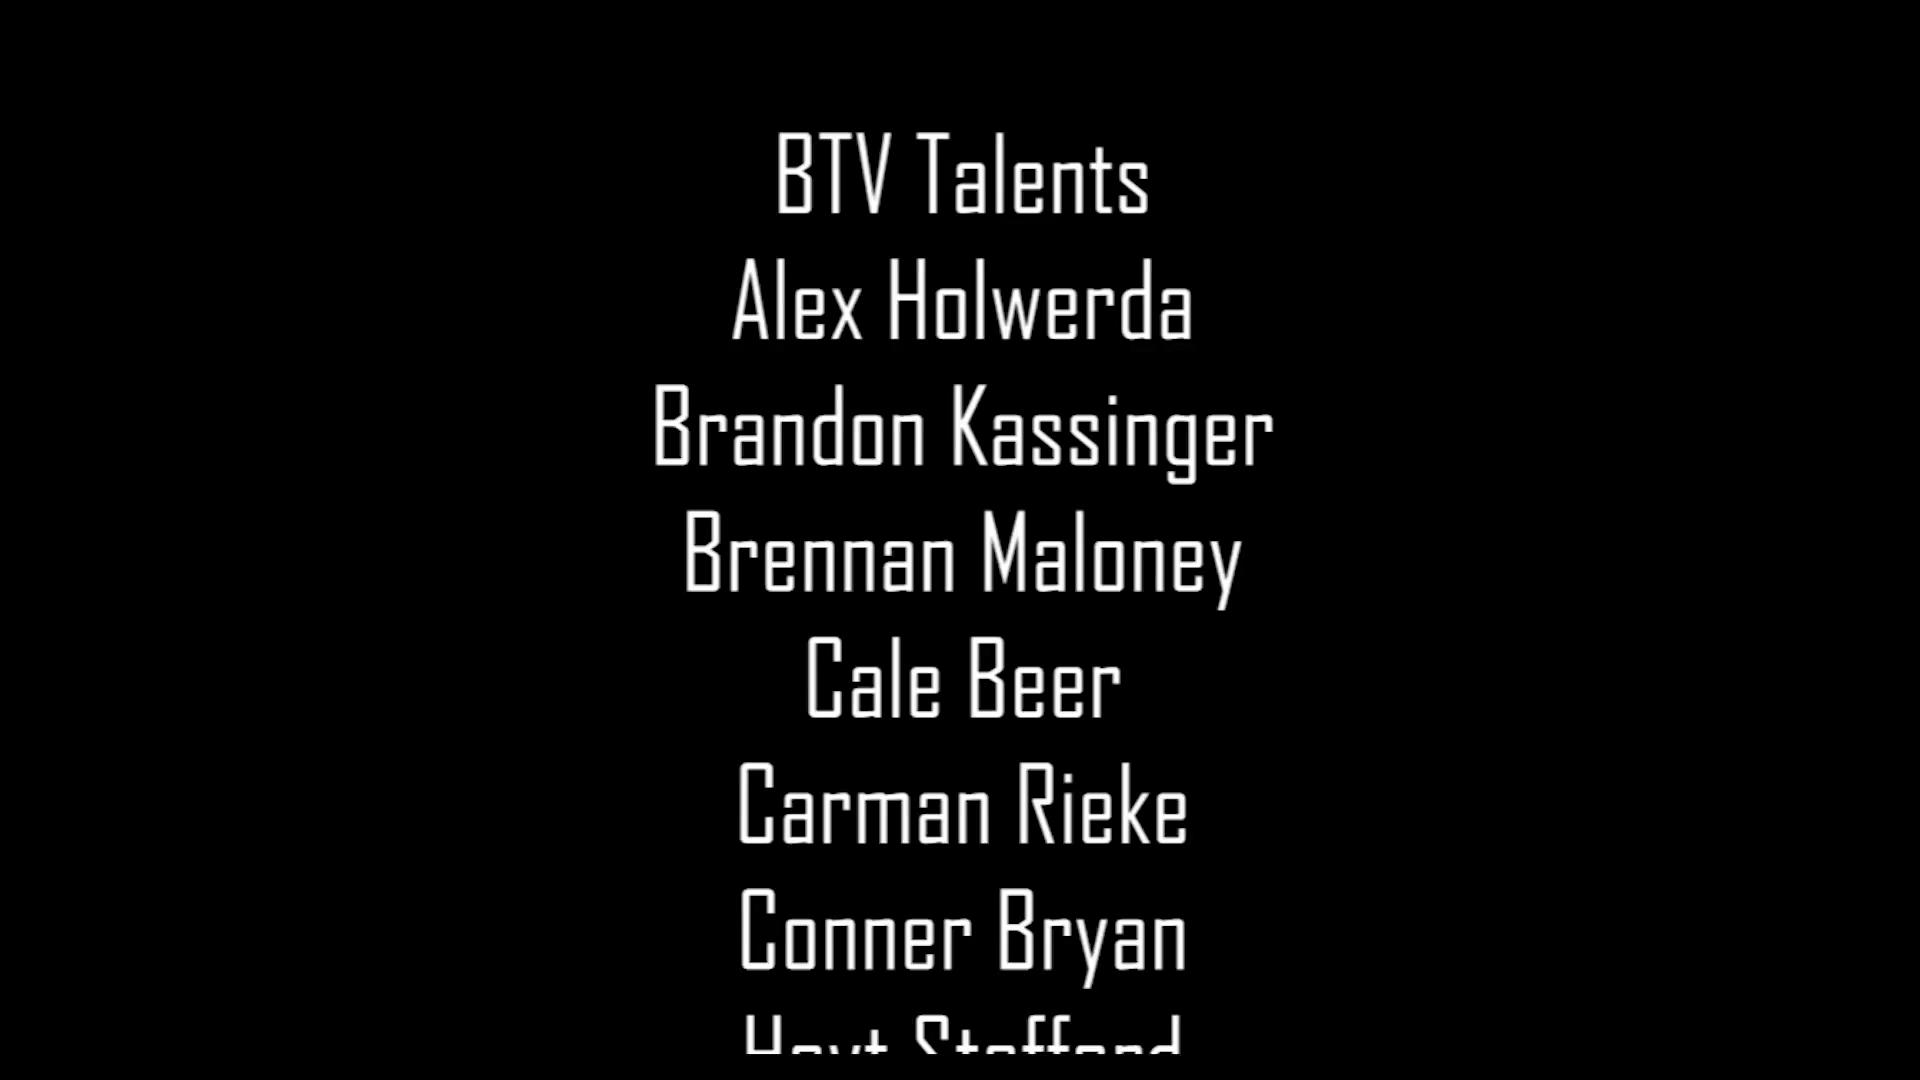 BTV Talents
Alex Holwerda
Brandon Kassinger
Brennan Maloney
Cale Beer
Carman Rieke
Conner Bryan